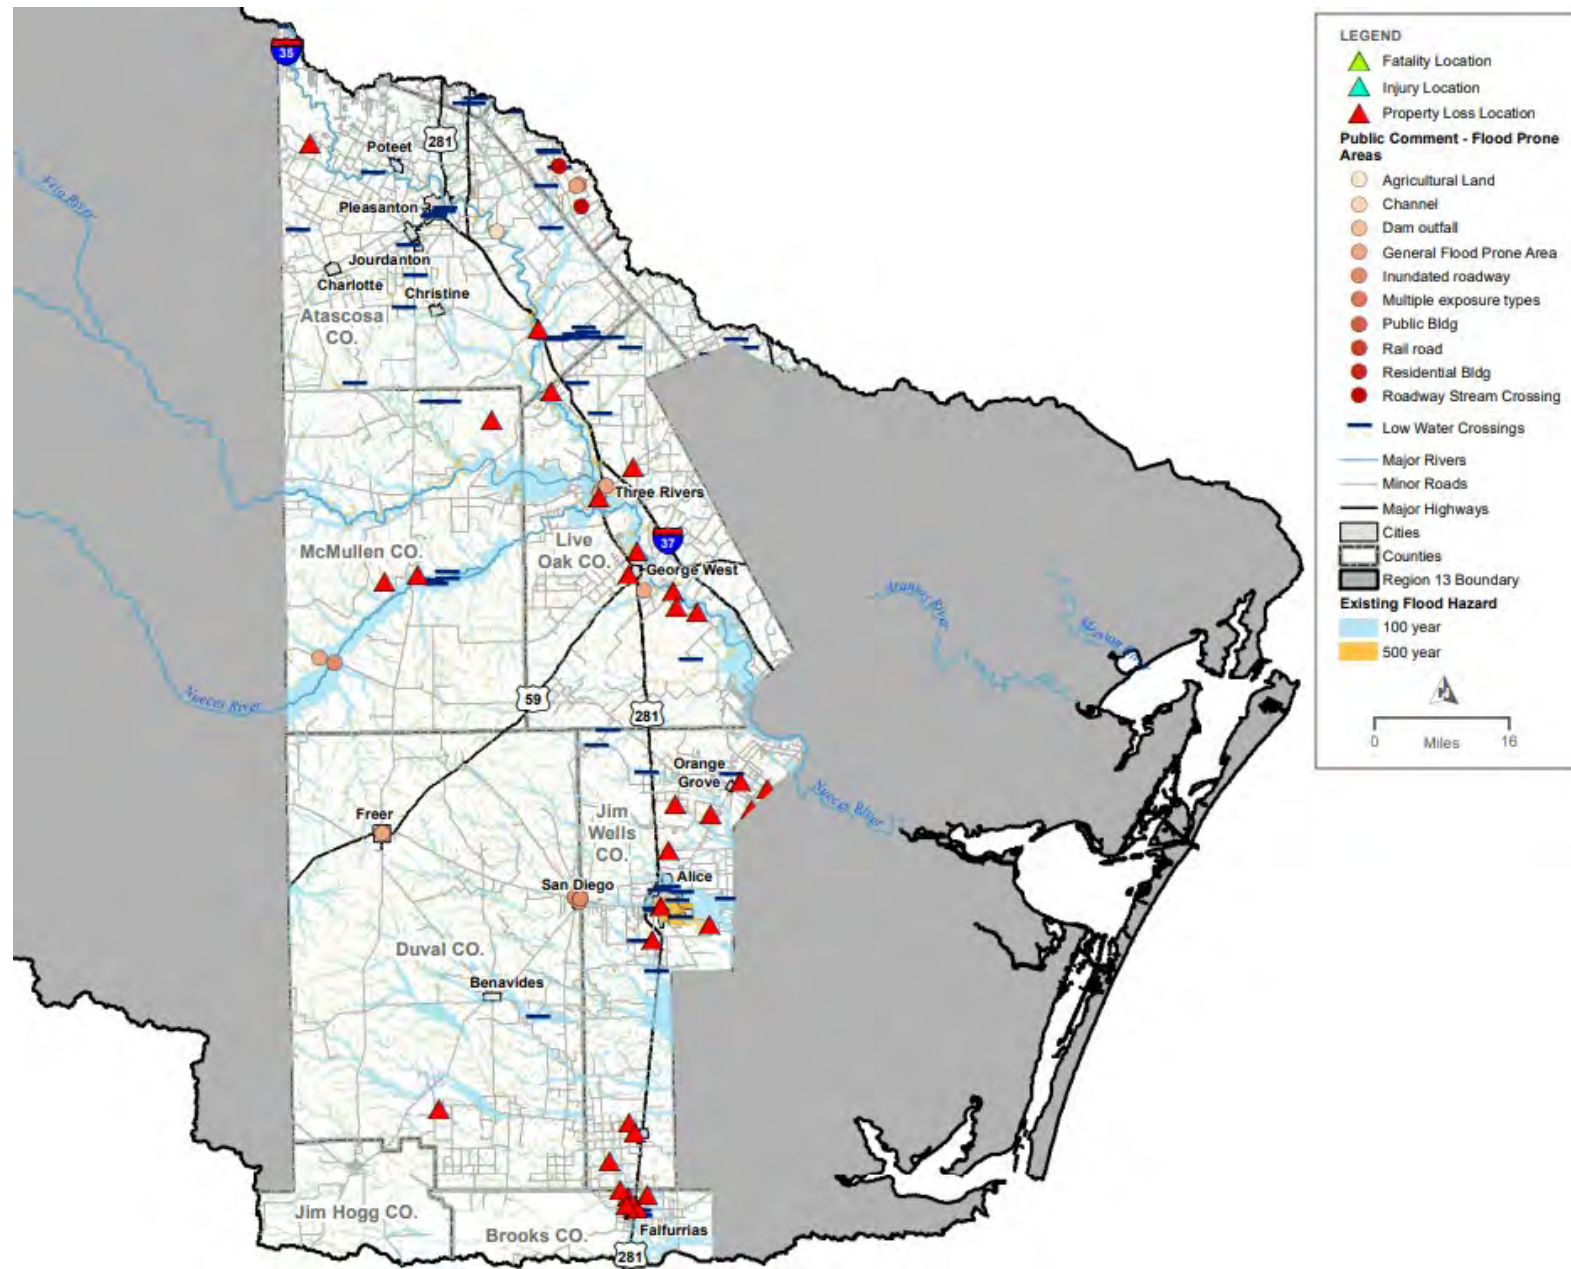 35
281
Poteet
Pleasanton
Jourdanton
Charlotte
Christine
Atascosa
CO.
Frio River
Three Rivers
McMullen CO.
Live
Oak CO.
37
George West
Nueces River
59
281
Orange
Grove
Nueces River
Aransas River
Mission River
Freer
Jim
Wells
CO.
San Diego
Alice
Duval CO.
Benavides
Jim Hogg CO.
Brooks CO.
Falfurrias
281
LEGEND
Fatality Location
Injury Location
Property Loss Location
Public Comment - Flood Prone
Areas
Agricultural Land
Channel
Dam outfall
General Flood Prone Area
Inundated roadway
Multiple exposure types
Public Bldg
Rail road
Residential Bldg
Roadway Stream Crossing
Low Water Crossings
Major Rivers
Minor Roads
Major Highways
Cities
Counties
Region 13 Boundary
Existing Flood Hazard
100 year
500 year
0 Miles 16